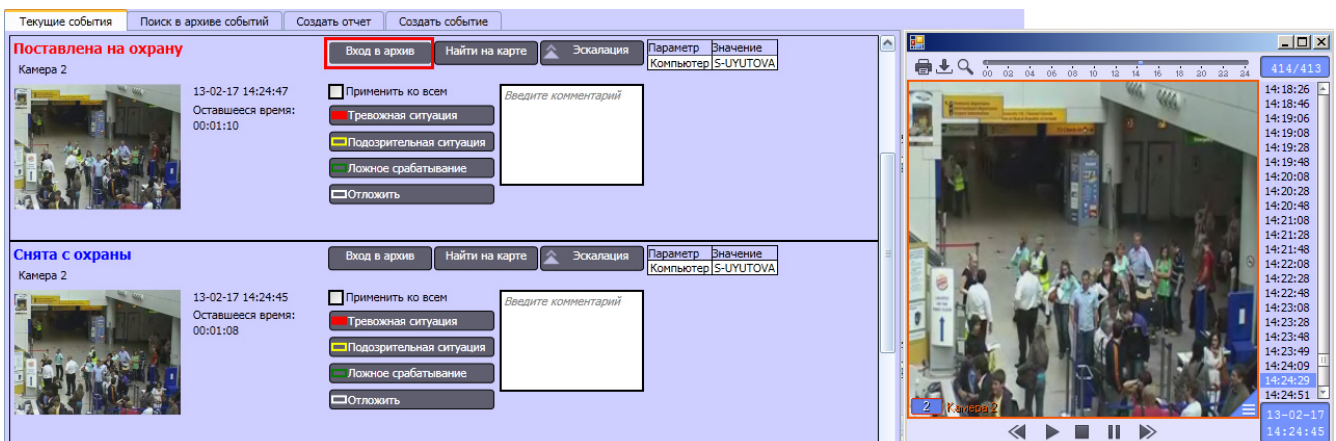 Текущие события
Поиск в архиве событий
Создать отчет
Создать событие
Поставлена на охрану
Камера 2
13-02-17 14:24:47
Оставшееся время:
00:01:10
Вход в архив
Найти на карте
Эскалация
Параметр Значение
Компьютер S-UYUTOVA
Применить ко всем
Тревожная ситуация
Подозрительная ситуация
Ложное срабатывание
Отложить
Введите комментарий
Снята с охраны
Камера 2
13-02-17 14:24:45
Оставшееся время:
00:01:08
Вход в архив
Найти на карте
Эскалация
Параметр Значение
Компьютер S-UYUTOVA
Применить ко всем
Тревожная ситуация
Подозрительная ситуация
Ложное срабатывание
Отложить
Введите комментарий
00 02 04 06 08 10 12 14 16 18 20 22 24
414/413
14:18:26
14:18:46
14:19:06
14:19:08
14:19:28
14:19:48
14:20:08
14:20:28
14:20:48
14:21:08
14:21:28
14:21:48
14:22:08
14:22:28
14:22:48
14:23:08
14:23:28
14:23:48
14:23:49
14:24:09
14:24:29
14:24:51
2 Камера 2
13-02-17
14:24:45